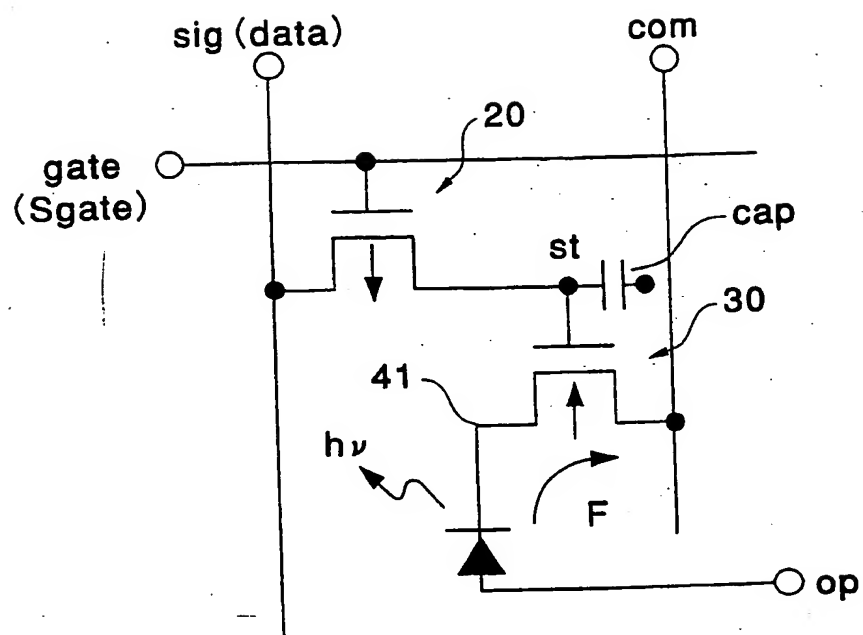 sig (data)
com
20
gate
(Sgate)
cap
st
30
41
hν
F
op